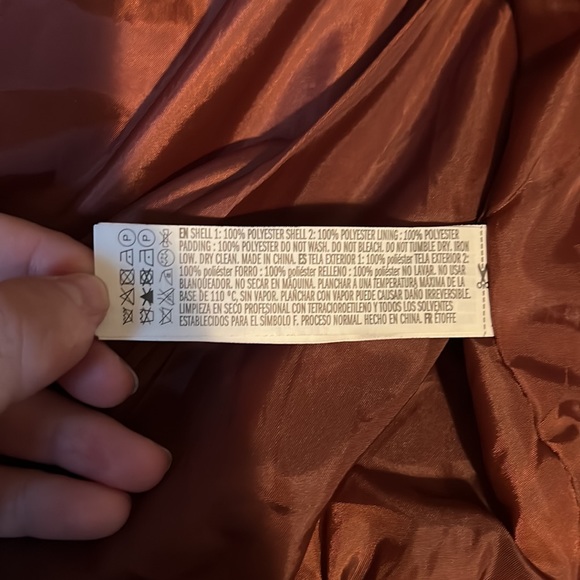 EN SHELL 1: 100% POLYESTER SHELL 2: 100% POLYESTER LINING : 100% POLYESTER
PADDING : 100% POLYESTER DO NOT WASH. DO NOT BLEACH. DO NOT TUMBLE DRY. IRON
LOW. DRY CLEAN. MADE IN CHINA. ES TELA EXTERIOR 1: 100% poliéster TELA EXTERIOR 2:
100% poliéster FORRO : 100% poliéster RELLENO : 100% poliéster NO LAVAR. NO USAR
BLANQUEADOR. NO SECAR EN MÁQUINA. PLANCHAR A UNA TEMPERATURA MÁXIMA DE LA
BASE DE 110 °C, SIN VAPOR. PLANCHAR CON VAPOR PUEDE CAUSAR DAÑO IRREVERSIBLE.
LIMPIEZA EN SECO PROFESIONAL CON TETRACLOROETILENO Y TODOS LOS SOLVENTES
ESTABLECIDOS PARA EL SÍMBOLO F. PROCESO NORMAL. HECHO EN CHINA. FR ÉTOFFE